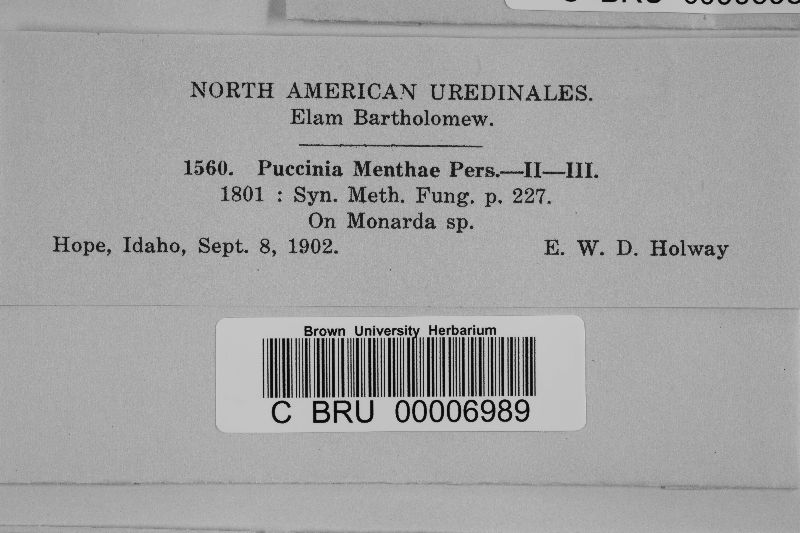 NORTH AMERICAN UREDINALES.
Elam Bartholomew.
1560. Puccinia Menthae Pers.—II—III.
1801 : Syn. Meth. Fung. p. 227.
On Monarda sp.
Hope, Idaho, Sept. 8, 1902. E. W. D. Holway
Brown University Herbarium
C BRU 00006989